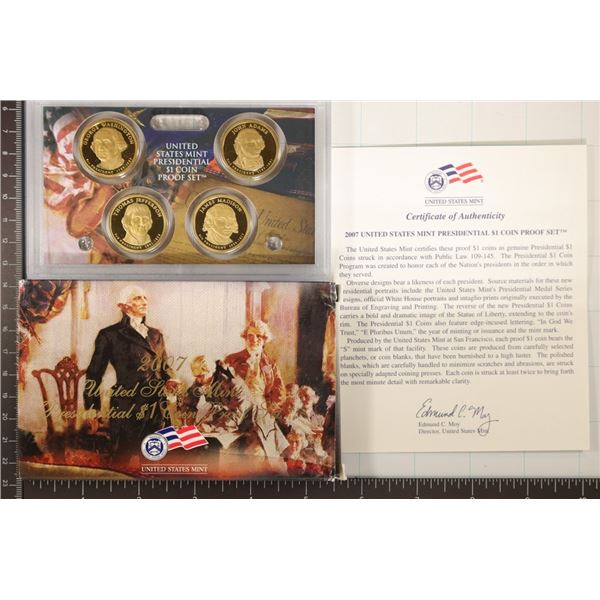 GEORGE WASHINGTON
JOHN ADAMS
THOMAS JEFFERSON
JAMES MADISON
UNITED
STATES MINT
PRESIDENTIAL
$1 COIN
PROOF SET™
United States
2007
United States Mint
Presidential $1 Coin Proof Set
UNITED STATES MINT
UNITED STATES MINT
Certificate of Authenticity
2007 UNITED STATES MINT PRESIDENTIAL $1 COIN PROOF SET™
The United States Mint certifies these proof $1 coins as genuine Presidential $1
Coins struck in accordance with Public Law 109-145. The Presidential $1 Coin
Program was created to honor each of the Nation's presidents in the order in which
they served.
Obverse designs bear a likeness of each president. Source materials for these new
presidential portraits include the United States Mint's Presidential Medal Series
designs, official White House portraits and intaglio prints originally executed by the
Bureau of Engraving and Printing. The reverse of the new Presidential $1 Coins
carries a bold and dramatic image of the Statue of Liberty, extending to the coin's
rim. The Presidential $1 Coins also feature edge-incused lettering, "In God We
Trust," "E Pluribus Unum," the year of minting or issuance and the mint mark.
Produced by the United States Mint at San Francisco, each proof $1 coin bears the
"S" mint mark of that facility. These coins are produced from carefully selected
planchets, or coin blanks, that have been burnished to a high luster. The polished
blanks, which are carefully handled to minimize scratches and abrasions, are struck
on specially adapted coining presses. Each coin is struck at least twice to bring forth
the most minute detail with remarkable clarity.
Edmund C. Moy
Edmund C. Moy
Director, United States Mint